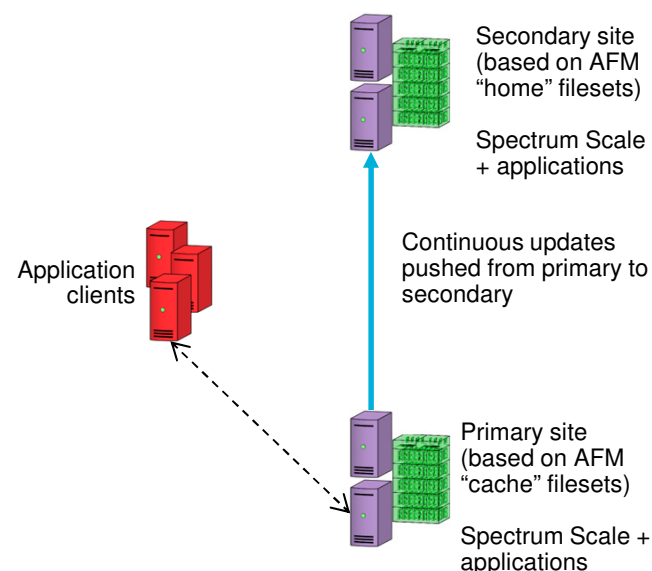 Secondary site
(based on AFM
“home” filesets)
Spectrum Scale
+ applications
Continuous updates
pushed from primary to
secondary
Application
clients
Primary site
(based on AFM
“cache” filesets)
Spectrum Scale +
applications